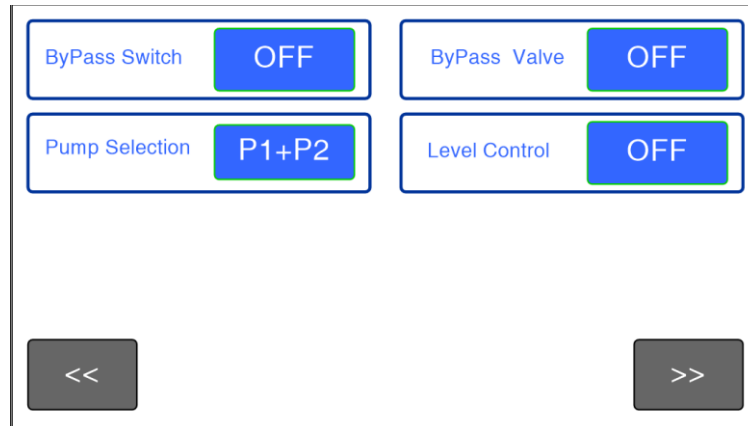 ByPass Switch OFF
ByPass Valve OFF
Pump Selection P1+P2
Level Control OFF
<<
>>